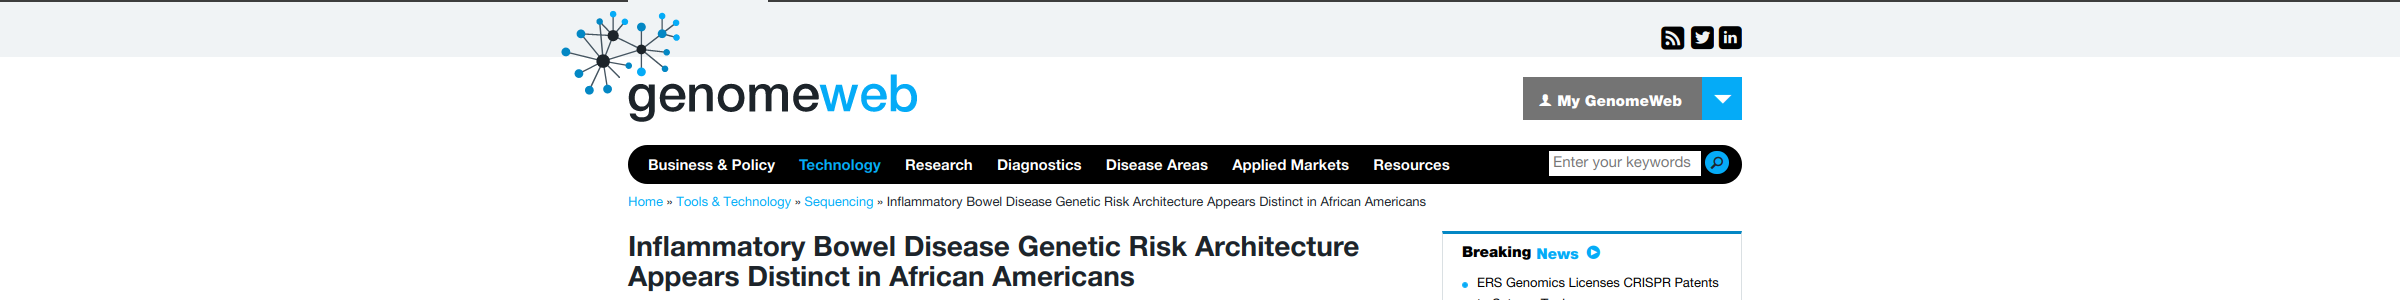 genomeweb
in
My GenomeWeb
Business & Policy Technology Research Diagnostics Disease Areas Applied Markets Resources Enter your keywords
Home » Tools & Technology » Sequencing » Inflammatory Bowel Disease Genetic Risk Architecture Appears Distinct in African Americans
Inflammatory Bowel Disease Genetic Risk Architecture
Appears Distinct in African Americans
Breaking News
ERS Genomics Licenses CRISPR Patents